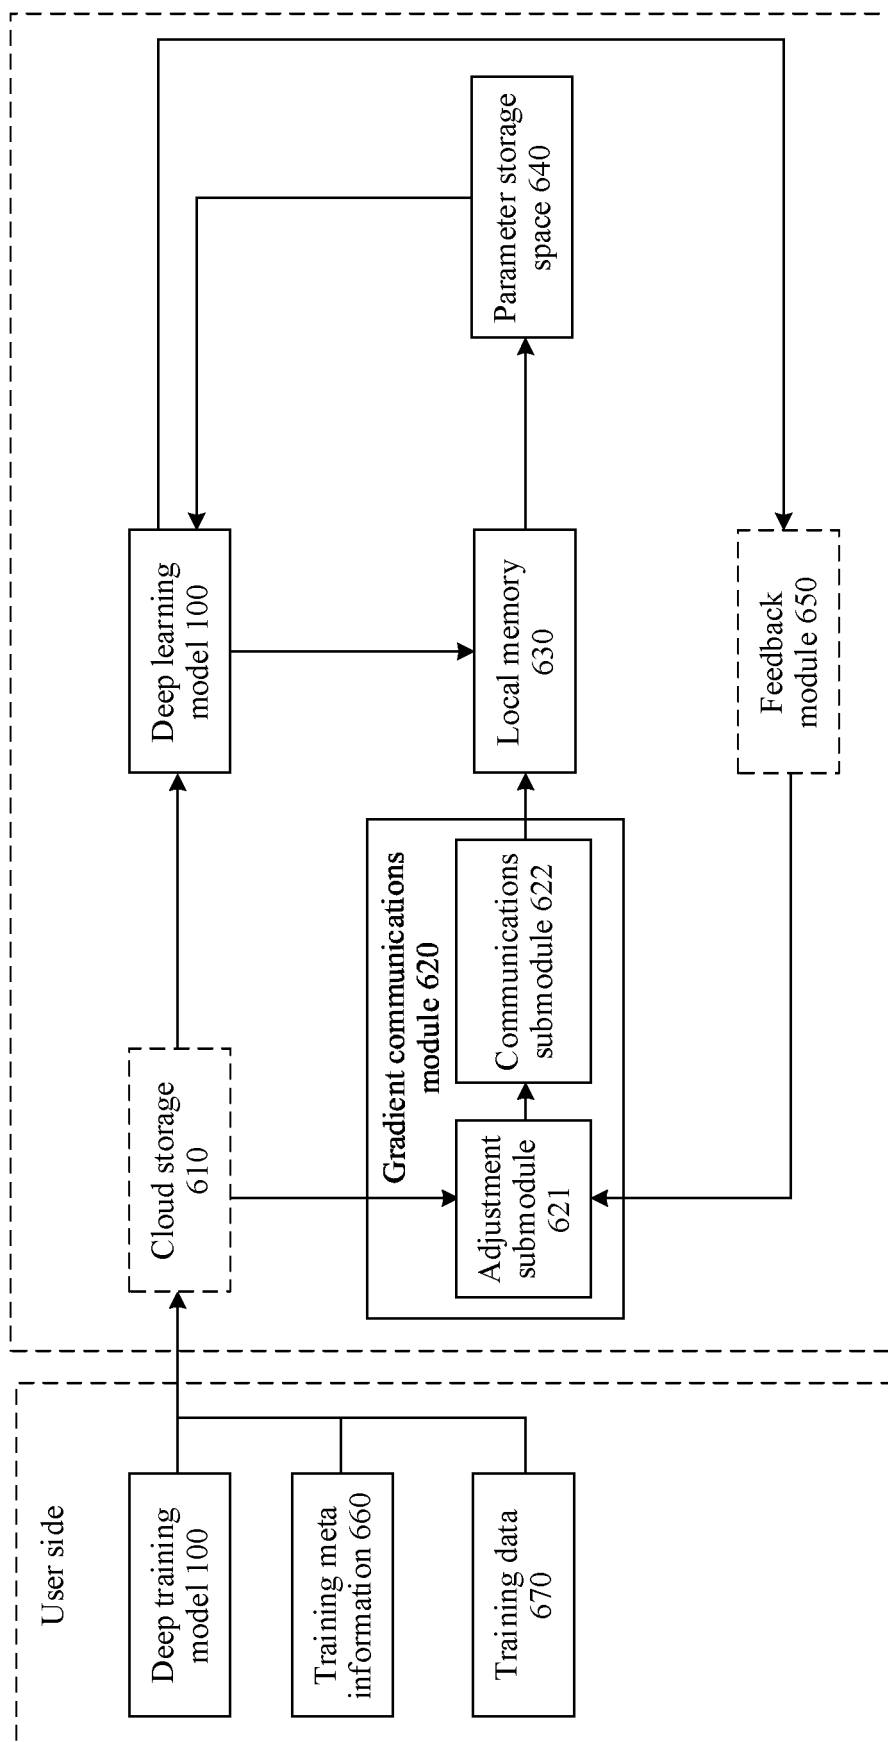 User side
Deep training
model 100
Training meta
information 660
Training data
670
Cloud storage
610
Gradient communications
module 620
Adjustment
submodule
621
Communications
submodule 622
Deep learning
model 100
Local memory
630
Feedback
module 650
Parameter storage
space 640